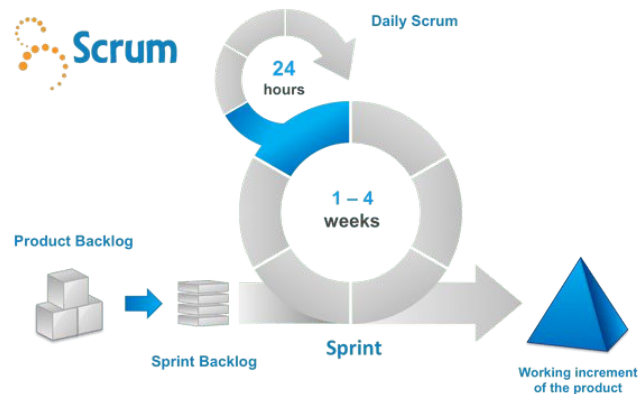 Scrum
Daily Scrum
24
hours
1 – 4
weeks
Product Backlog
Sprint Backlog
Sprint
Working increment
of the product